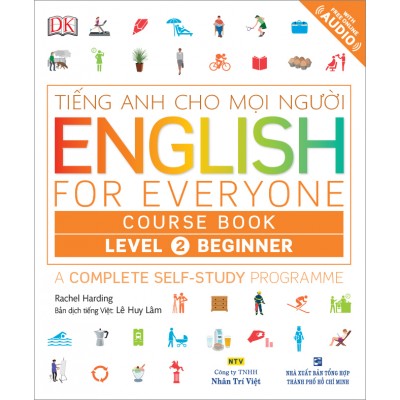 DK
WITH
FREE ONLINE
AUDIO
TIẾNG ANH CHO MỌI NGƯỜI
ENGLISH
FOR EVERYONE
COURSE BOOK
LEVEL 2 BEGINNER
A COMPLETE SELF-STUDY PROGRAMME
Rachel Harding
Bản dịch tiếng Việt: Lê Huy Lâm
NTV
Công ty TNHH
Nhân Trí Việt
NHÀ XUẤT BẢN TỔNG HỢP
THÀNH PHỐ HỒ CHÍ MINH